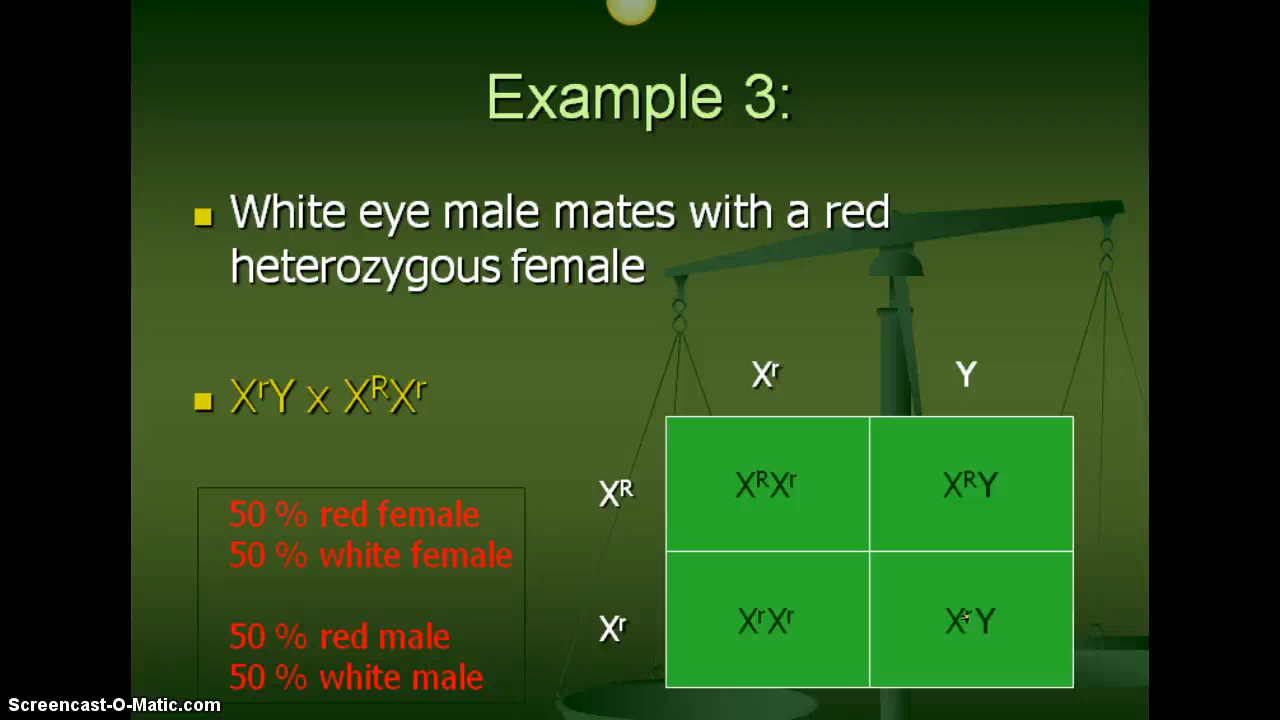 Example 3:
White eye male mates with a red
heterozygous female
XʳY x XᴿXʳ
50 % red female
50 % white female
50 % red male
50 % white male
Xʳ Y
Xᴿ XᴿXʳ XᴿY
Xʳ XʳXʳ XʳY
Screencast-O-Matic.com